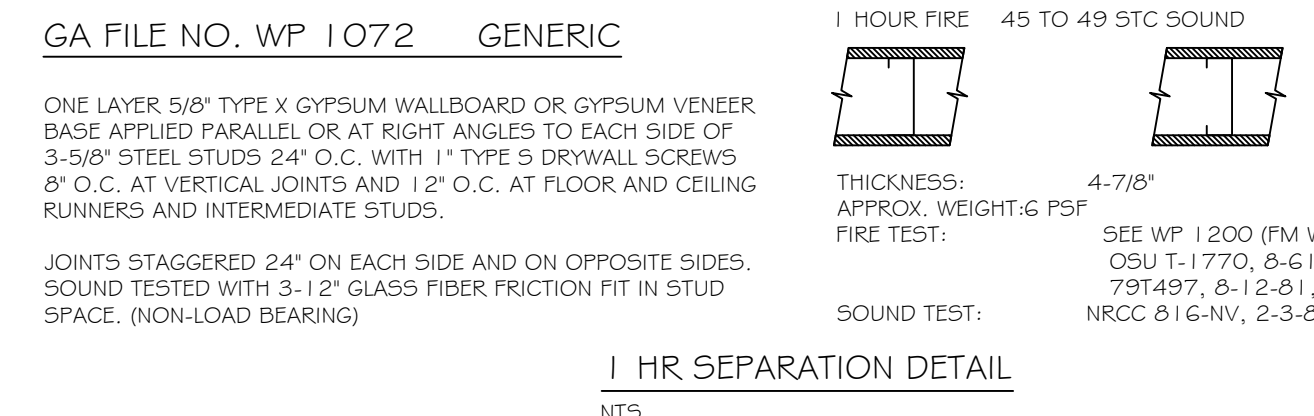 GA FILE NO. WP 1072 GENERIC
ONE LAYER 5/8" TYPE X GYPSUM WALLBOARD OR GYPSUM VENEER
BASE APPLIED PARALLEL OR AT RIGHT ANGLES TO EACH SIDE OF
3-5/8" STEEL STUDS 24" O.C. WITH 1" TYPE S DRYWALL SCREWS
8" O.C. AT VERTICAL JOINTS AND 12" O.C. AT FLOOR AND CEILING
RUNNERS AND INTERMEDIATE STUDS.
JOINTS STAGGERED 24" ON EACH SIDE AND ON OPPOSITE SIDES.
SOUND TESTED WITH 3-12" GLASS FIBER FRICTION FIT IN STUD
SPACE. (NON-LOAD BEARING)
1 HOUR FIRE 45 TO 49 STC SOUND
THICKNESS: 4-7/8"
APPROX. WEIGHT:6 PSF
FIRE TEST: SEE WP 1200 (FM
OSU T-1770, 8-61
79T497, 8-12-81,
SOUND TEST: NRCC 816-NV, 2-3-8
1 HR SEPARATION DETAIL
NTS